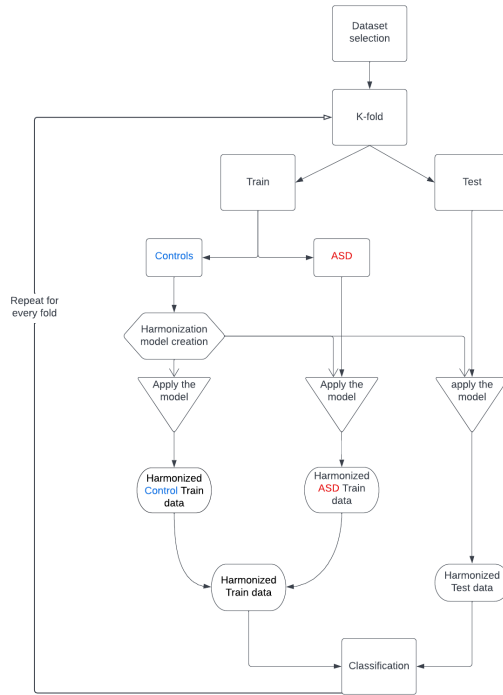 Dataset
selection
K-fold
Train
Test
Controls
ASD
Repeat for
every fold
Harmonization
model creation
Apply the
model
Apply the
model
apply the
model
Harmonized
Control Train
data
Harmonized
ASD Train
data
Harmonized
Train data
Harmonized
Test data
Classification